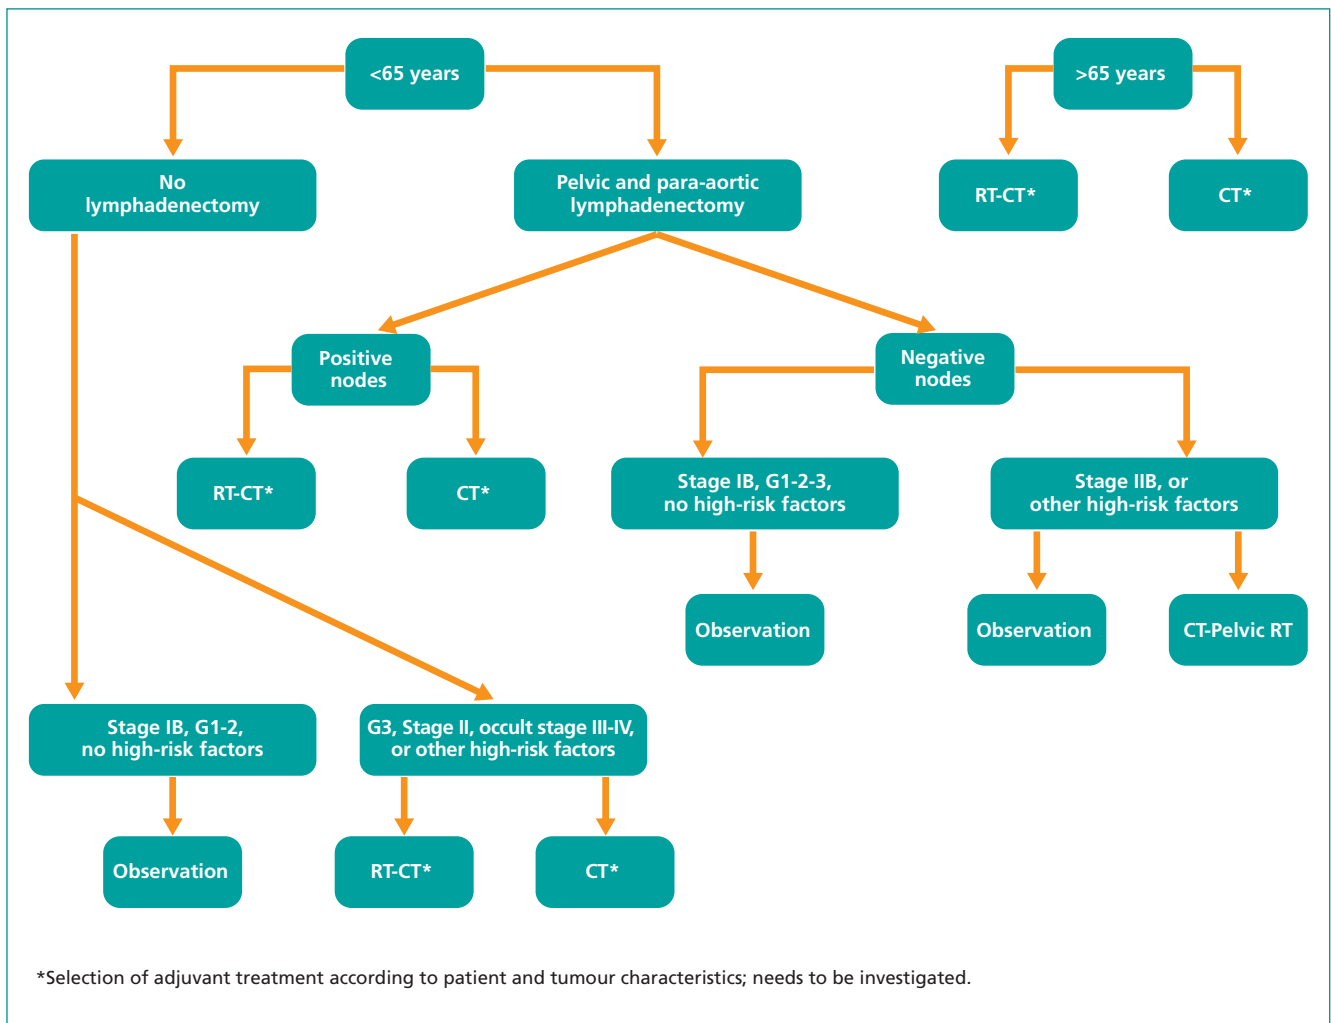 <65 years
>65 years
No
lymphadenectomy
Pelvic and para-aortic
lymphadenectomy
RT-CT*
CT*
Positive
nodes
Negative
nodes
RT-CT*
CT*
Stage IB, G1-2-3,
no high-risk factors
Stage IIB, or
other high-risk factors
Observation
Observation
CT-Pelvic RT
Stage IB, G1-2,
no high-risk factors
G3, Stage II, occult stage III-IV,
or other high-risk factors
Observation
RT-CT*
CT*
*Selection of adjuvant treatment according to patient and tumour characteristics; needs to be investigated.